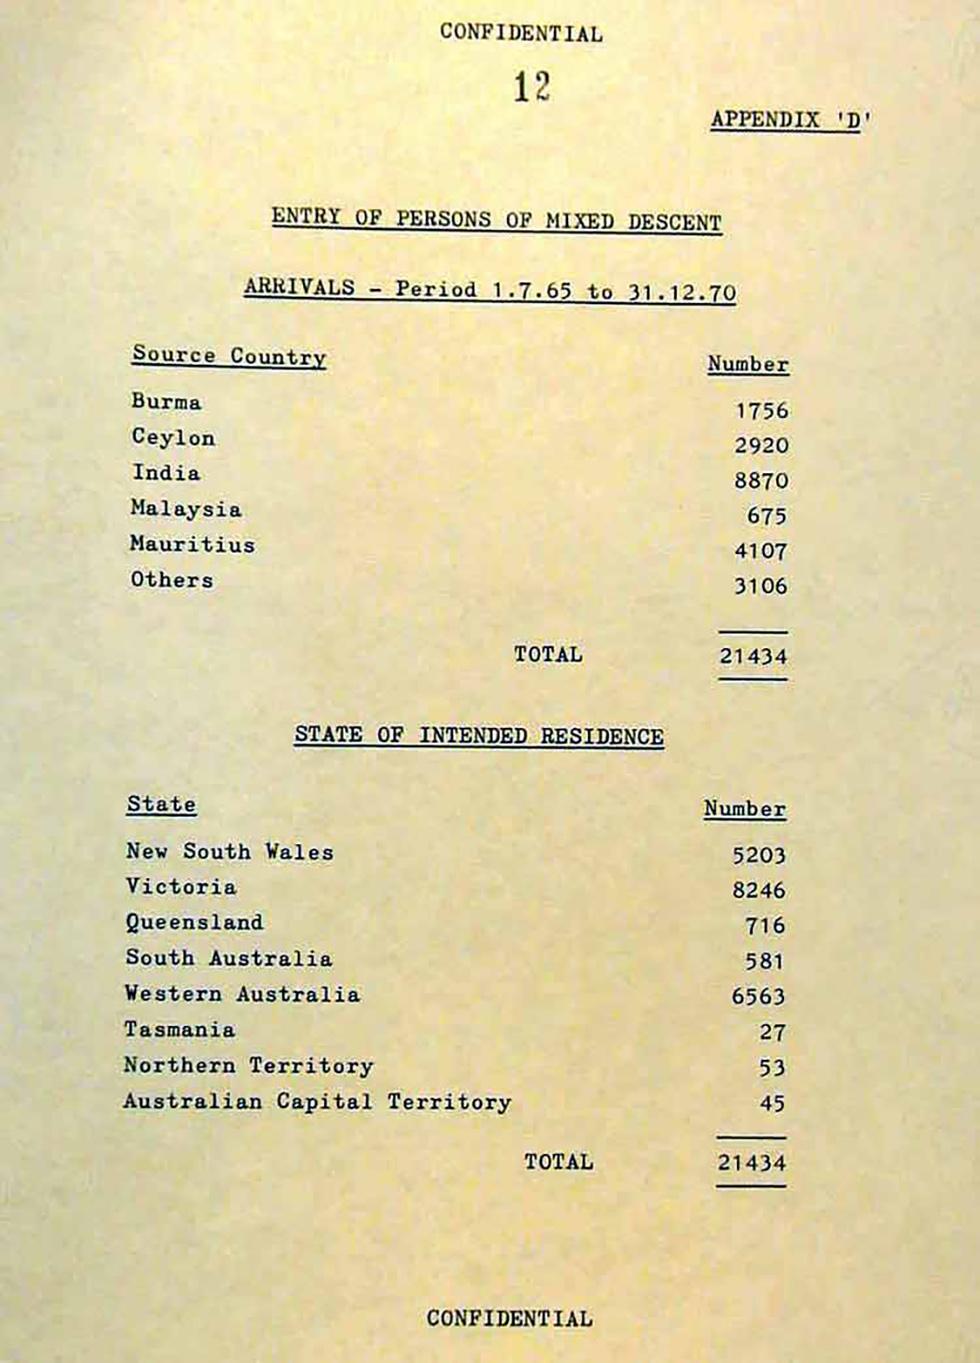 CONFIDENTIAL
12
APPENDIX 'D'
ENTRY OF PERSONS OF MIXED DESCENT
ARRIVALS - Period 1.7.65 to 31.12.70
Source Country Number
Burma 1756
Ceylon 2920
India 8870
Malaysia 675
Mauritius 4107
Others 3106
TOTAL 21434
STATE OF INTENDED RESIDENCE
State Number
New South Wales 5203
Victoria 8246
Queensland 716
South Australia 581
Western Australia 6563
Tasmania 27
Northern Territory 53
Australian Capital Territory 45
TOTAL 21434
CONFIDENTIAL